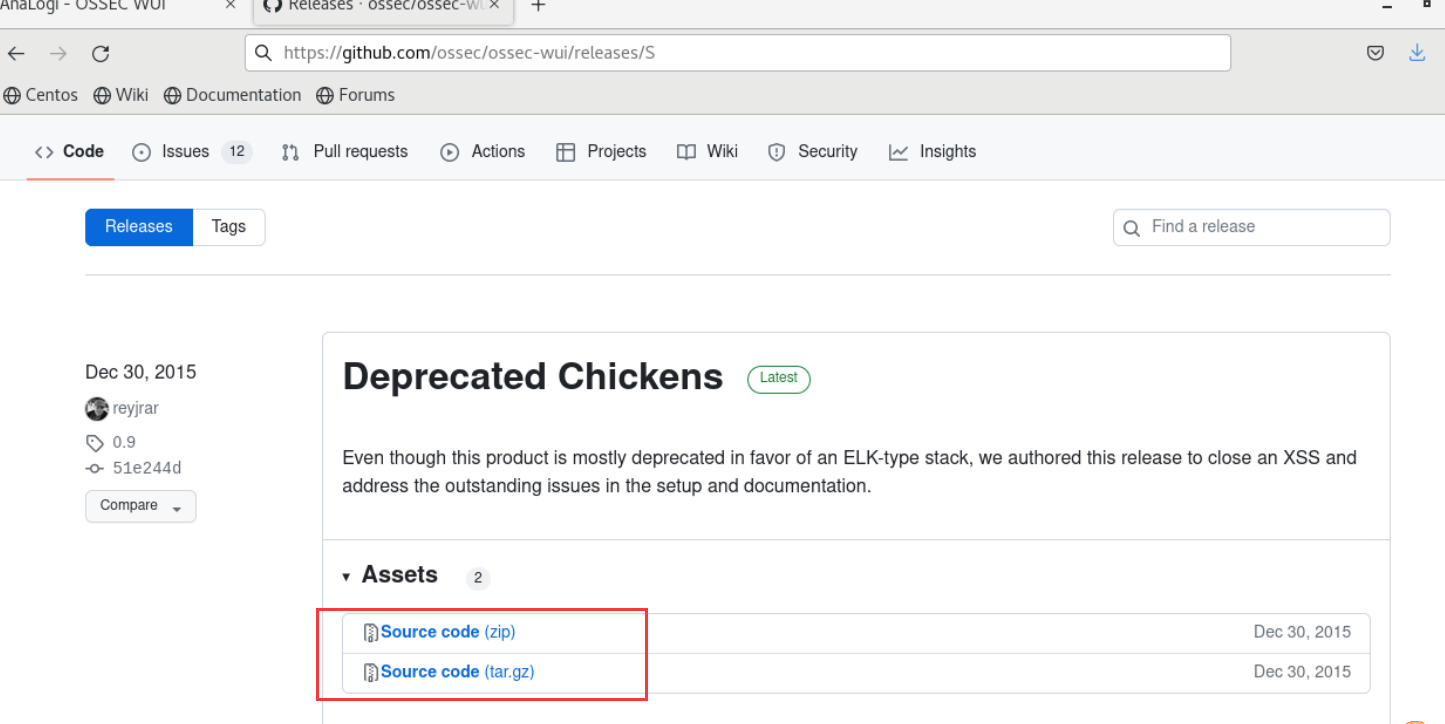 AnaLogi - OSSEC WUI
Releases · ossec/ossec-wu
https://github.com/ossec/ossec-wui/releases/S
Centos Wiki Documentation Forums
Code Issues 12 Pull requests Actions Projects Wiki Security Insights
Releases Tags Find a release
Dec 30, 2015
reyjrar
0.9
51e244d
Compare
Deprecated Chickens Latest
Even though this product is mostly deprecated in favor of an ELK-type stack, we authored this release to close an XSS and
address the outstanding issues in the setup and documentation.
Assets 2
Source code (zip) Dec 30, 2015
Source code (tar.gz) Dec 30, 2015